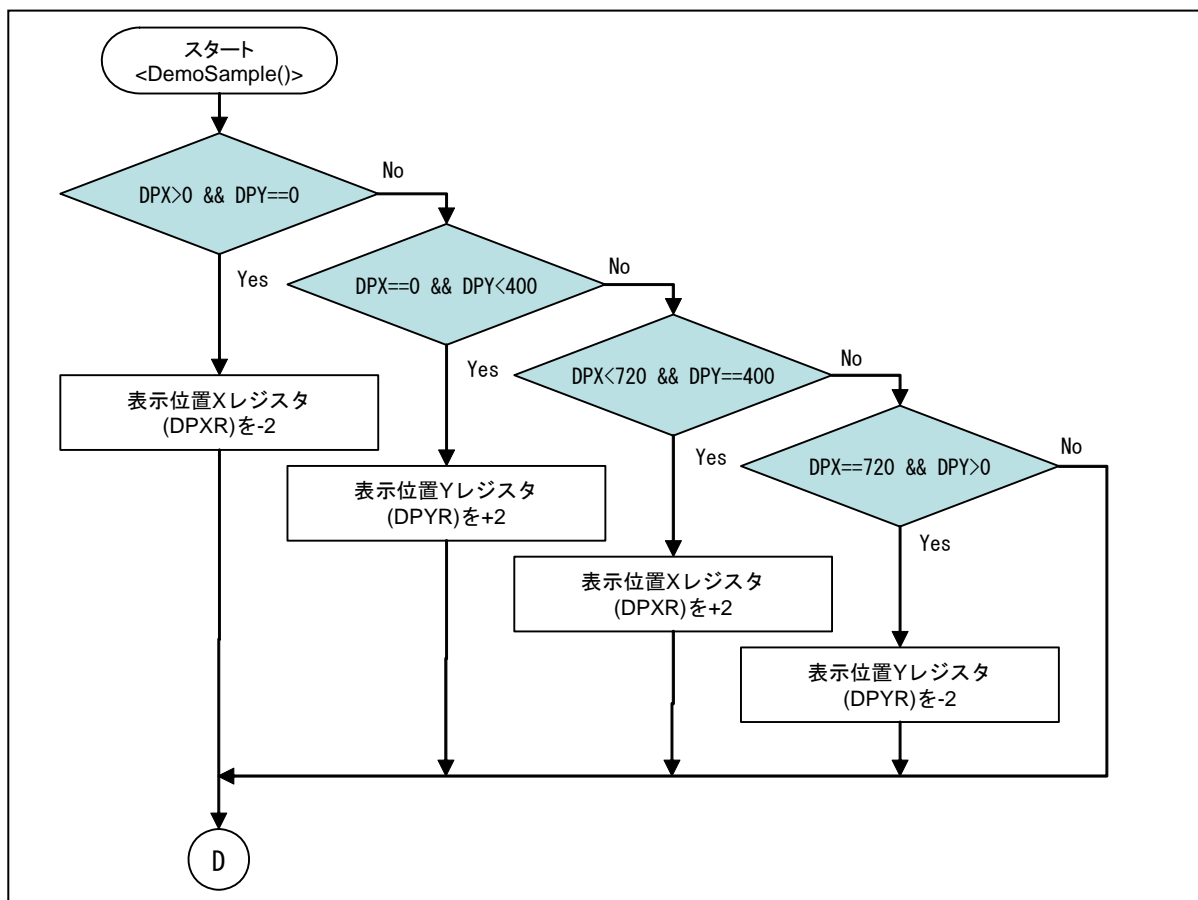 スタート
<DemoSample()>
DPX>0 && DPY==0
No
Yes
DPX==0 && DPY<400
No
Yes
DPX<720 && DPY==400
No
Yes
DPX==720 && DPY>0
No
Yes
表示位置Xレジスタ
(DPXR)を-2
表示位置Yレジスタ
(DPYR)を+2
表示位置Xレジスタ
(DPXR)を+2
表示位置Yレジスタ
(DPYR)を-2
D